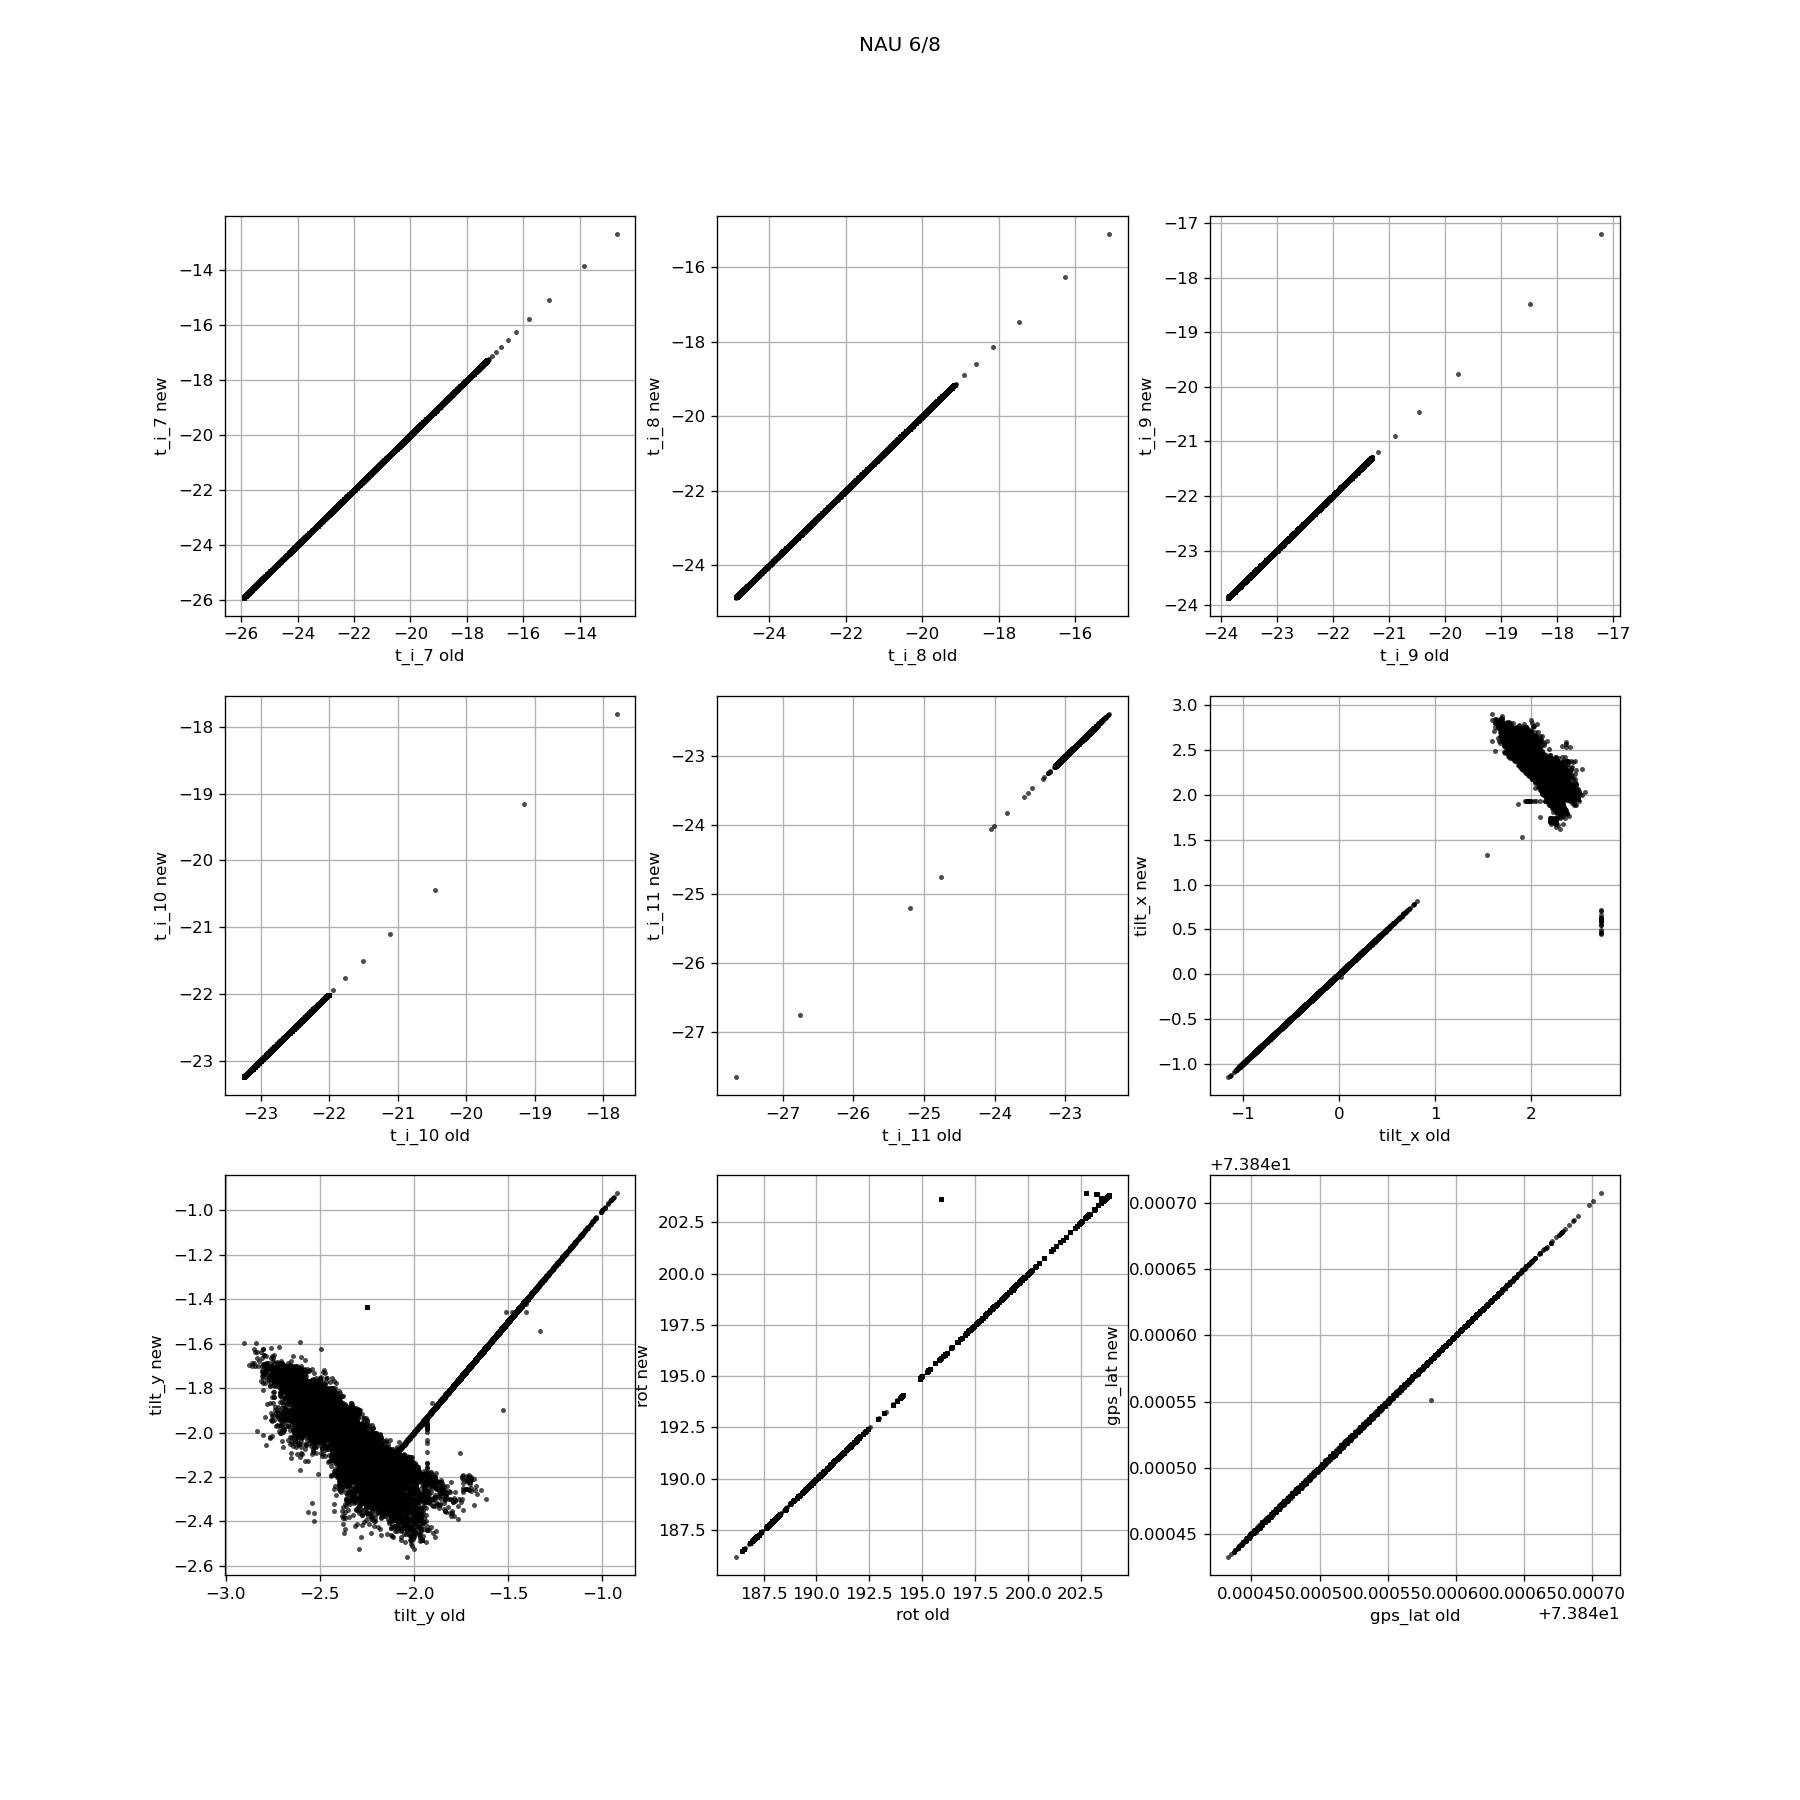 NAU 6/8
−14
−16
−18
−20
−22
−24
−26
t_i_7 new
−26 −24 −22 −20 −18 −16 −14
t_i_7 old
−16
−18
−20
−22
−24
t_i_8 new
−24 −22 −20 −18 −16
t_i_8 old
−17
−18
−19
−20
−21
−22
−23
−24
t_i_9 new
−24 −23 −22 −21 −20 −19 −18 −17
t_i_9 old
−18
−19
−20
−21
−22
−23
t_i_10 new
−23 −22 −21 −20 −19 −18
t_i_10 old
−23
−24
−25
−26
−27
t_i_11 new
−27 −26 −25 −24 −23
t_i_11 old
3.0
2.5
2.0
1.5
1.0
0.5
0.0
−0.5
−1.0
tilt_x new
−1 0 1 2
tilt_x old
−1.0
−1.2
−1.4
−1.6
−1.8
−2.0
−2.2
−2.4
−2.6
tilt_y new
−3.0 −2.5 −2.0 −1.5 −1.0
tilt_y old
202.5
200.0
197.5
195.0
192.5
190.0
187.5
rot new
187.5 190.0 192.5 195.0 197.5 200.0 202.5
rot old
+7.384e1
0.00070
0.00065
0.00060
0.00055
0.00050
0.00045
gps_lat new
0.00045 0.00050 0.00055 0.00060 0.00065 0.00070
gps_lat old
+7.384e1